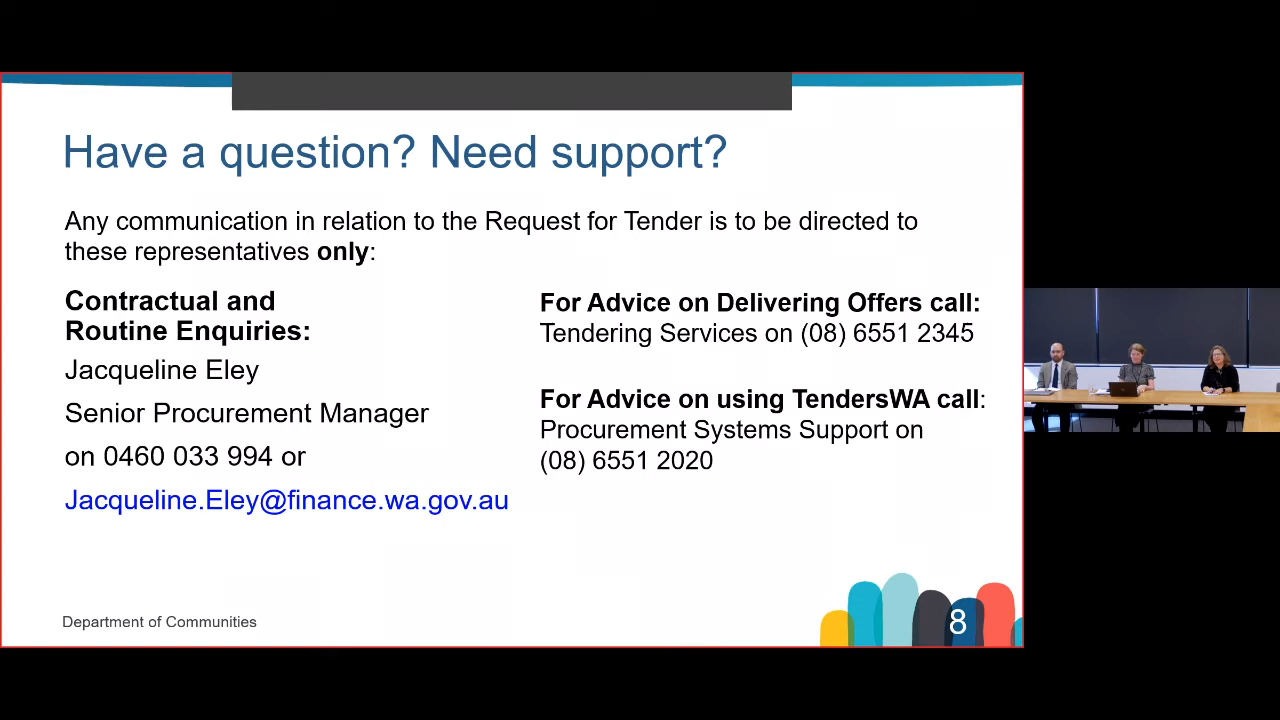 Have a question? Need support?
Any communication in relation to the Request for Tender is to be directed to
these representatives only:
Contractual and
Routine Enquiries:
Jacqueline Eley
Senior Procurement Manager
on 0460 033 994 or
Jacqueline.Eley@finance.wa.gov.au
For Advice on Delivering Offers call:
Tendering Services on (08) 6551 2345
For Advice on using TendersWA call:
Procurement Systems Support on
(08) 6551 2020
Department of Communities
8